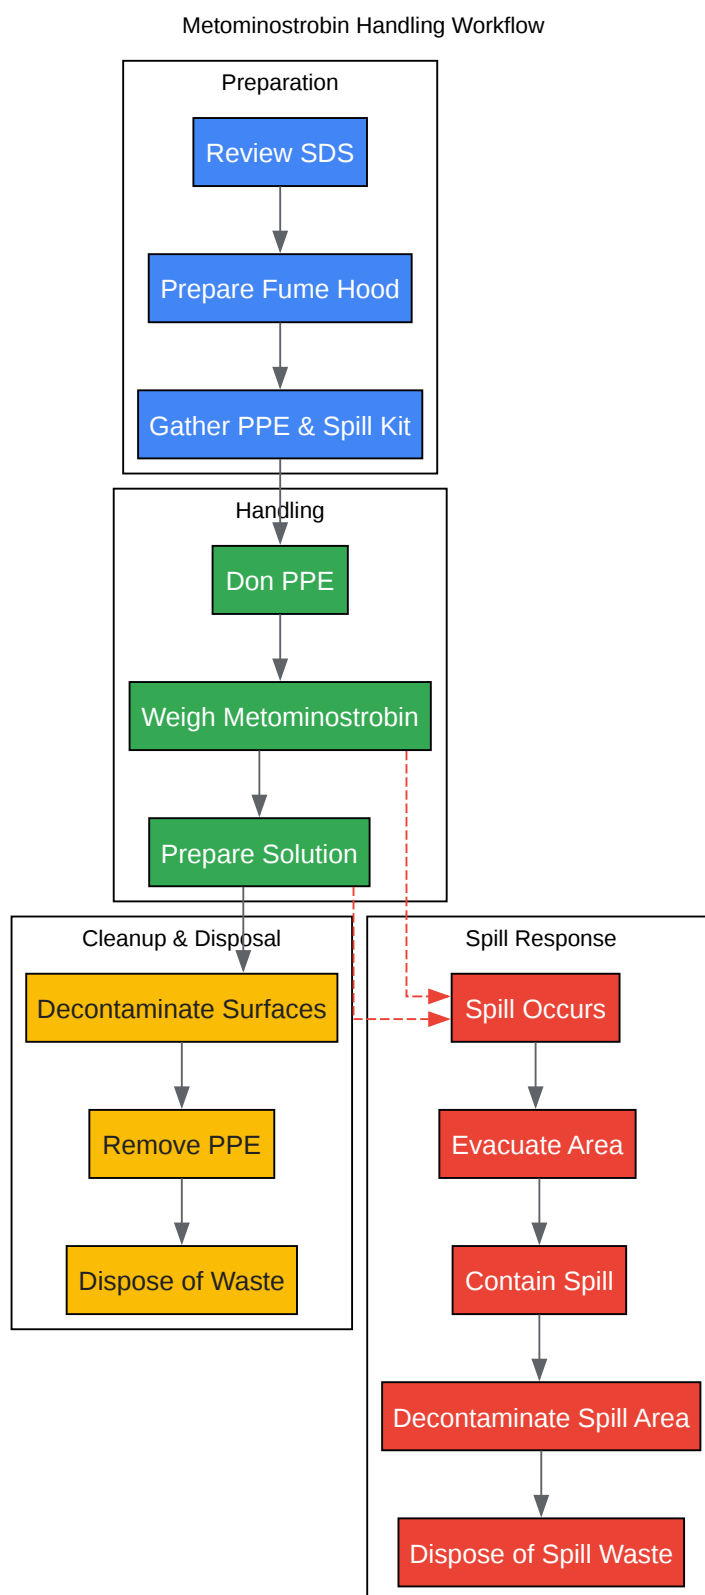 Metominostrobin Handling Workflow
Preparation
Review SDS
Prepare Fume Hood
Gather PPE & Spill Kit
Handling
Don PPE
Weigh Metominostrobin
Prepare Solution
Cleanup & Disposal
Decontaminate Surfaces
Remove PPE
Dispose of Waste
Spill Response
Spill Occurs
Evacuate Area
Contain Spill
Decontaminate Spill Area
Dispose of Spill Waste